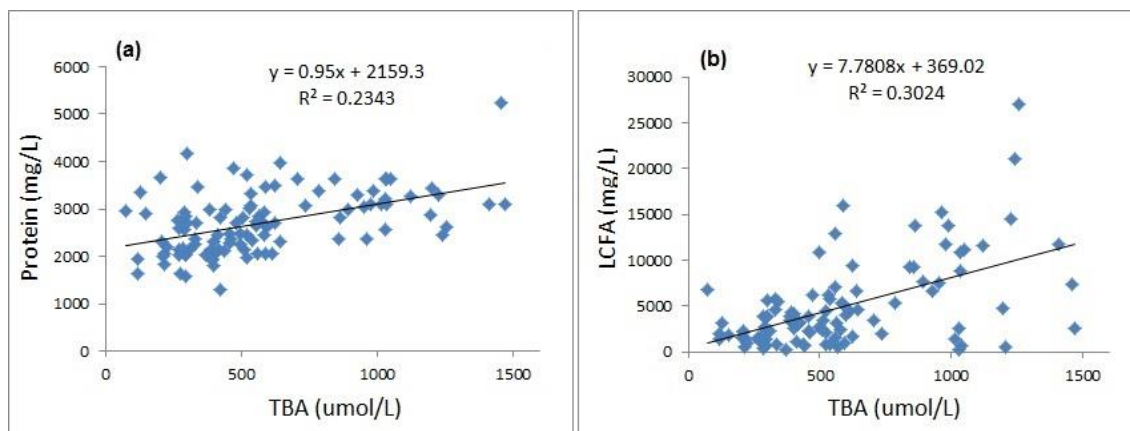 (a)
y = 0.95x + 2159.3
R² = 0.2343
6000
5000
4000
3000
2000
1000
0
Protein (mg/L)
0 500 1000 1500
TBA (umol/L)
(b)
y = 7.7808x + 369.02
R² = 0.3024
30000
25000
20000
15000
10000
5000
0
LCFA (mg/L)
0 500 1000 1500
TBA (umol/L)